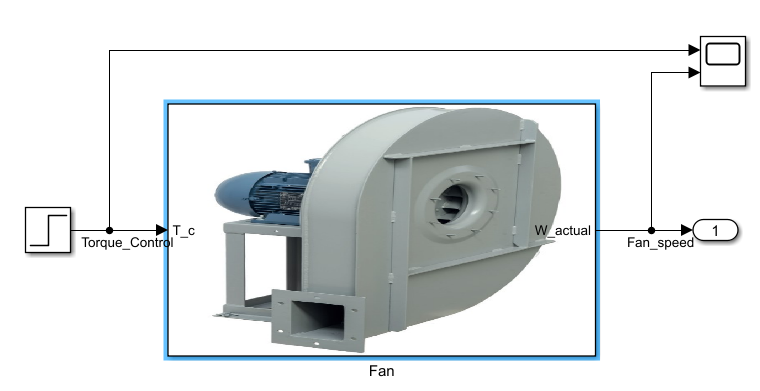 T_c
Torque_Control
W_actual
1
Fan_speed
Fan